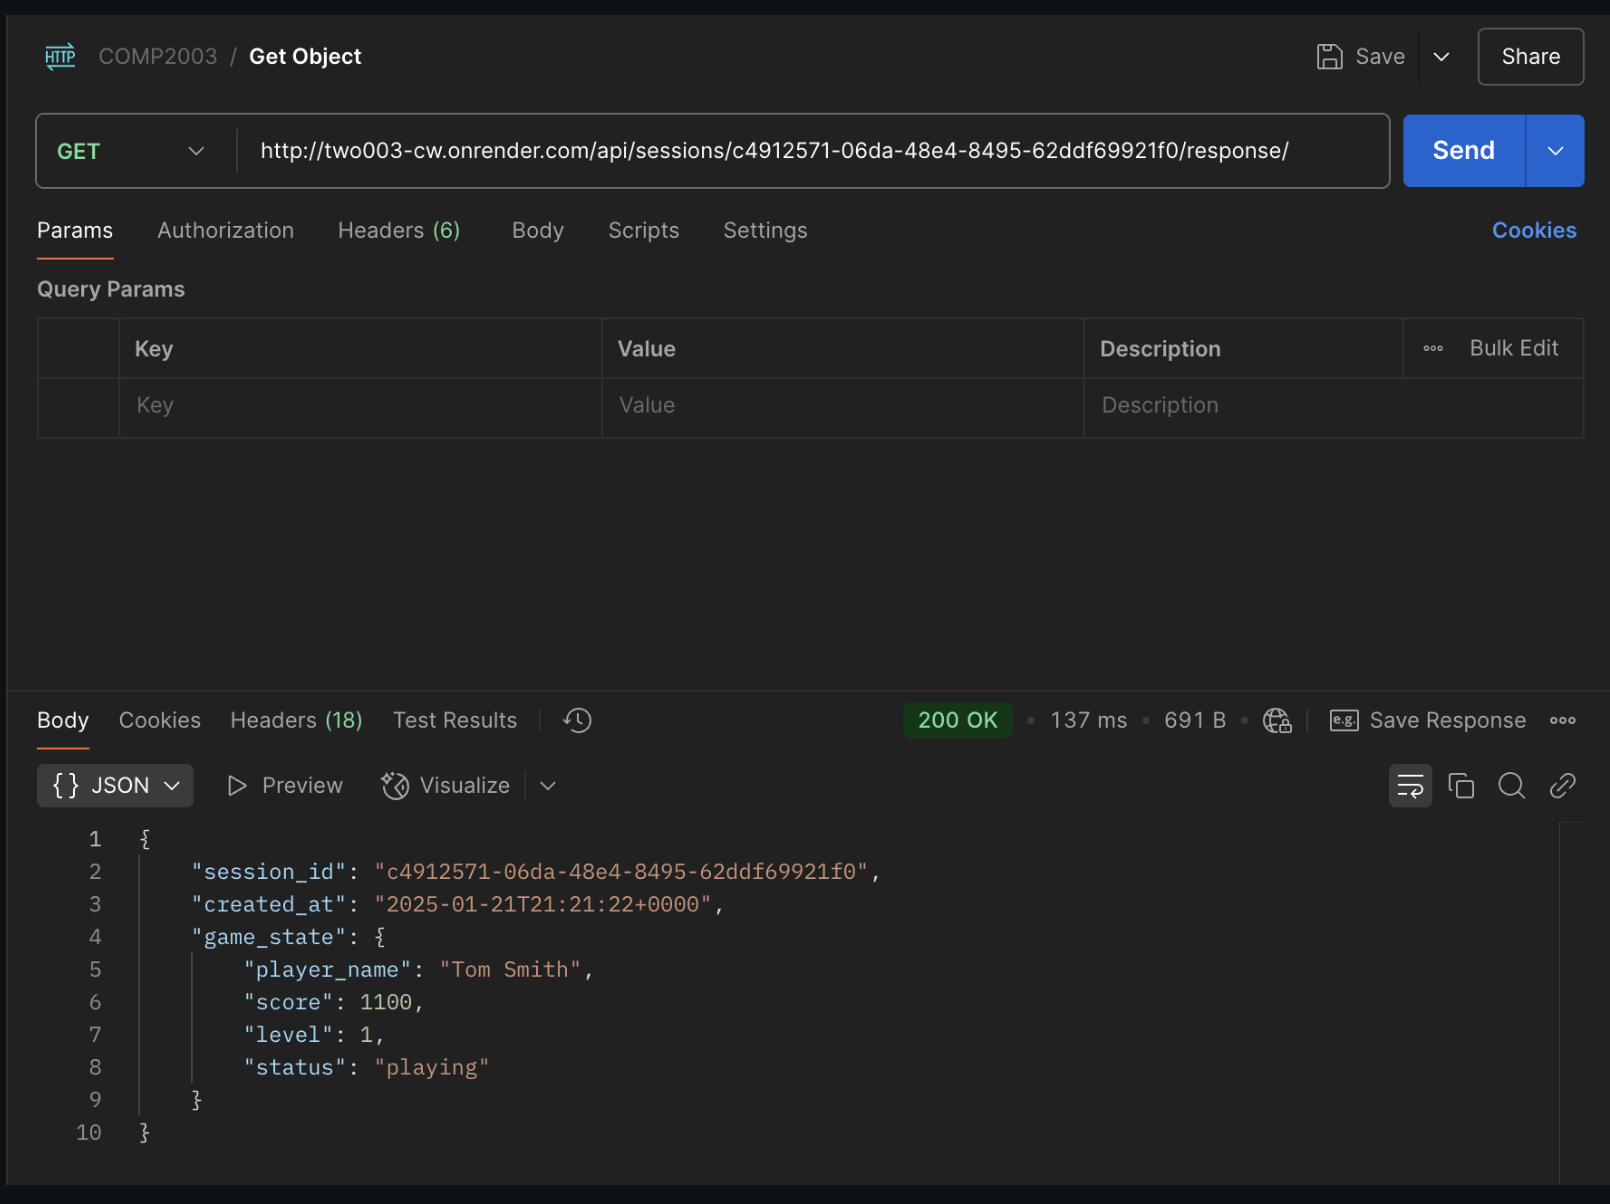 HTTP COMP2003 / Get Object Save Share
GET http://two003-cw.onrender.com/api/sessions/c4912571-06da-48e4-8495-62ddf69921f0/response/ Send
Params Authorization Headers (6) Body Scripts Settings Cookies
Query Params
Key Value Description Bulk Edit
Key Value Description
Body Cookies Headers (18) Test Results 200 OK • 137 ms • 691 B • e.g. Save Response
{} JSON Preview Visualize
1 {
2 "session_id": "c4912571-06da-48e4-8495-62ddf69921f0",
3 "created_at": "2025-01-21T21:21:22+0000",
4 "game_state": {
5 "player_name": "Tom Smith",
6 "score": 1100,
7 "level": 1,
8 "status": "playing"
9 }
10 }